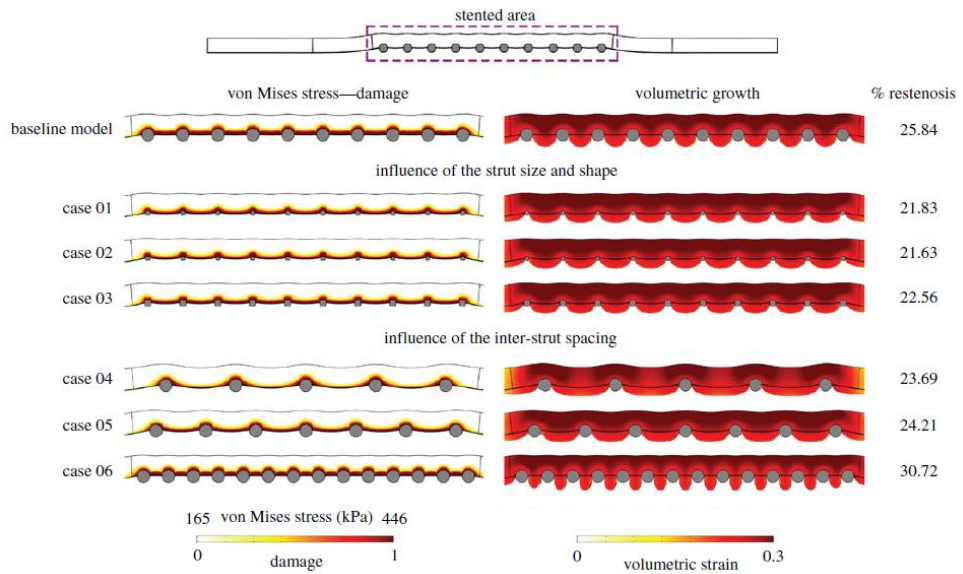 stented area
von Mises stress—damage volumetric growth % restenosis
baseline model 25.84
influence of the strut size and shape
case 01 21.83
case 02 21.63
case 03 22.56
influence of the inter-strut spacing
case 04 23.69
case 05 24.21
case 06 30.72
165 von Mises stress (kPa) 446
0 damage 1 0 volumetric strain 0.3